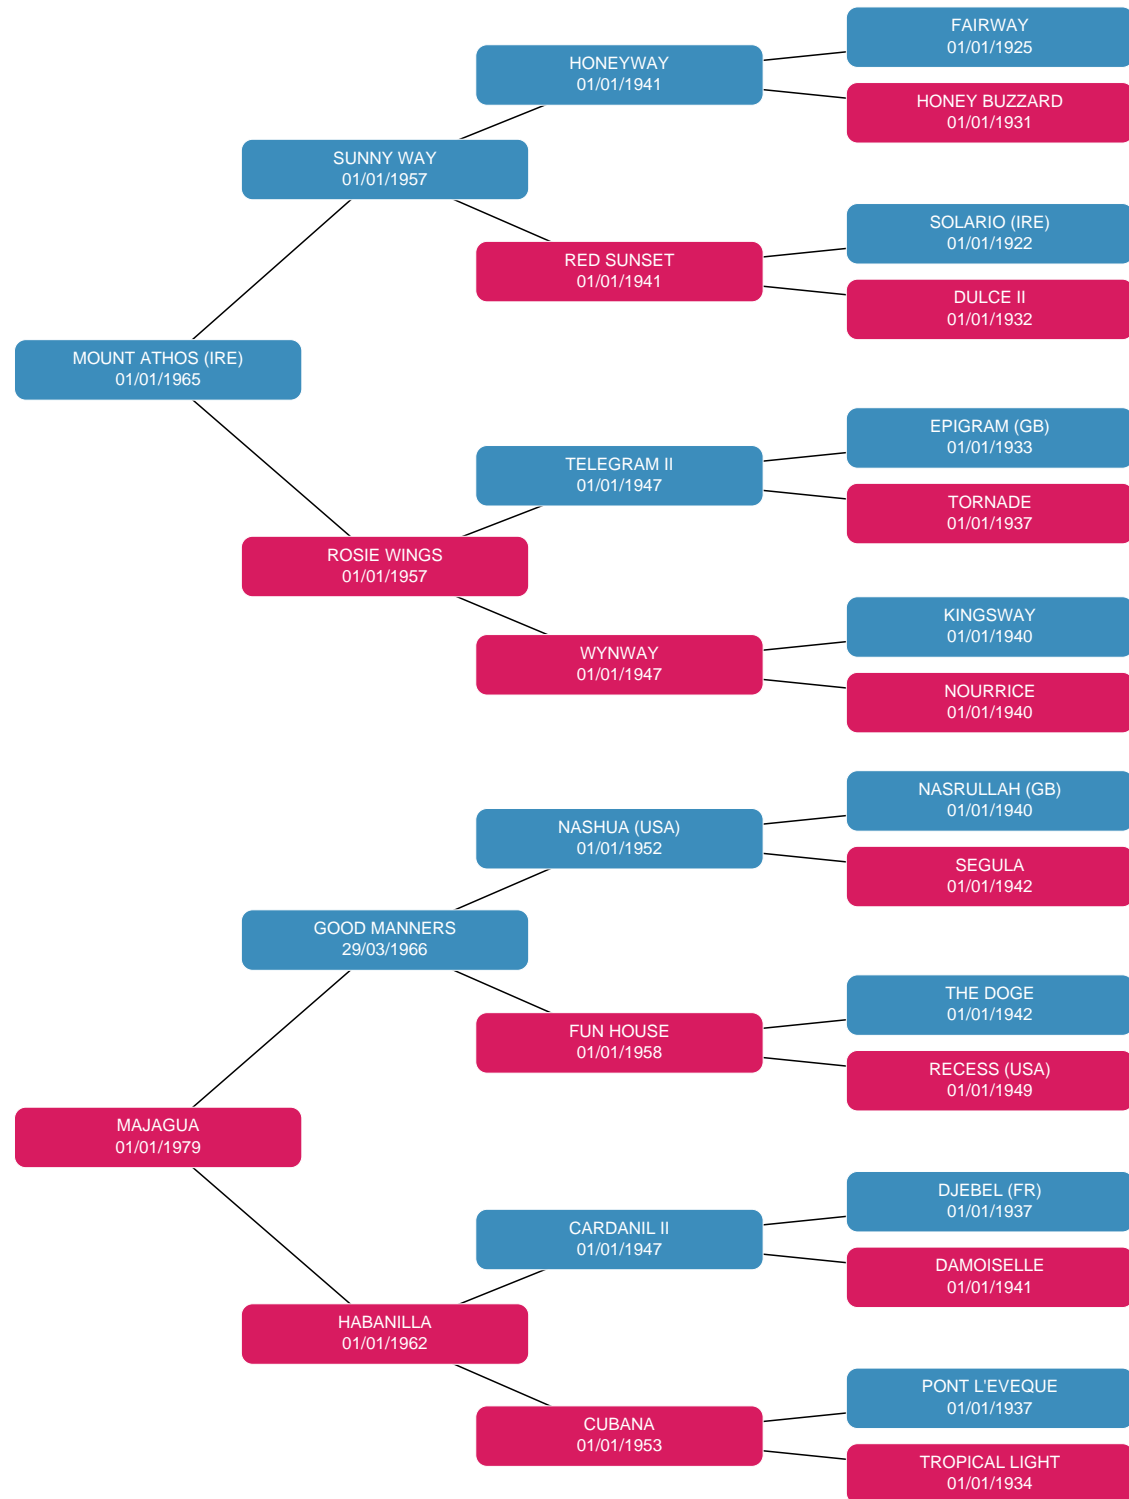 FAIRWAY
01/01/1925
HONEYWAY
01/01/1941
HONEY BUZZARD
01/01/1931
SUNNY WAY
01/01/1957
SOLARIO (IRE)
01/01/1922
RED SUNSET
01/01/1941
DULCE II
01/01/1932
MOUNT ATHOS (IRE)
01/01/1965
EPIGRAM (GB)
01/01/1933
TELEGRAM II
01/01/1947
TORNADE
01/01/1937
ROSIE WINGS
01/01/1957
KINGSWAY
01/01/1940
WYNWAY
01/01/1947
NOURRICE
01/01/1940
NASRULLAH (GB)
01/01/1940
NASHUA (USA)
01/01/1952
SEGULA
01/01/1942
GOOD MANNERS
29/03/1966
THE DOGE
01/01/1942
FUN HOUSE
01/01/1958
RECESS (USA)
01/01/1949
MAJAGUA
01/01/1979
DJEBEL (FR)
01/01/1937
CARDANIL II
01/01/1947
DAMOISELLE
01/01/1941
HABANILLA
01/01/1962
PONT L'EVEQUE
01/01/1937
CUBANA
01/01/1953
TROPICAL LIGHT
01/01/1934